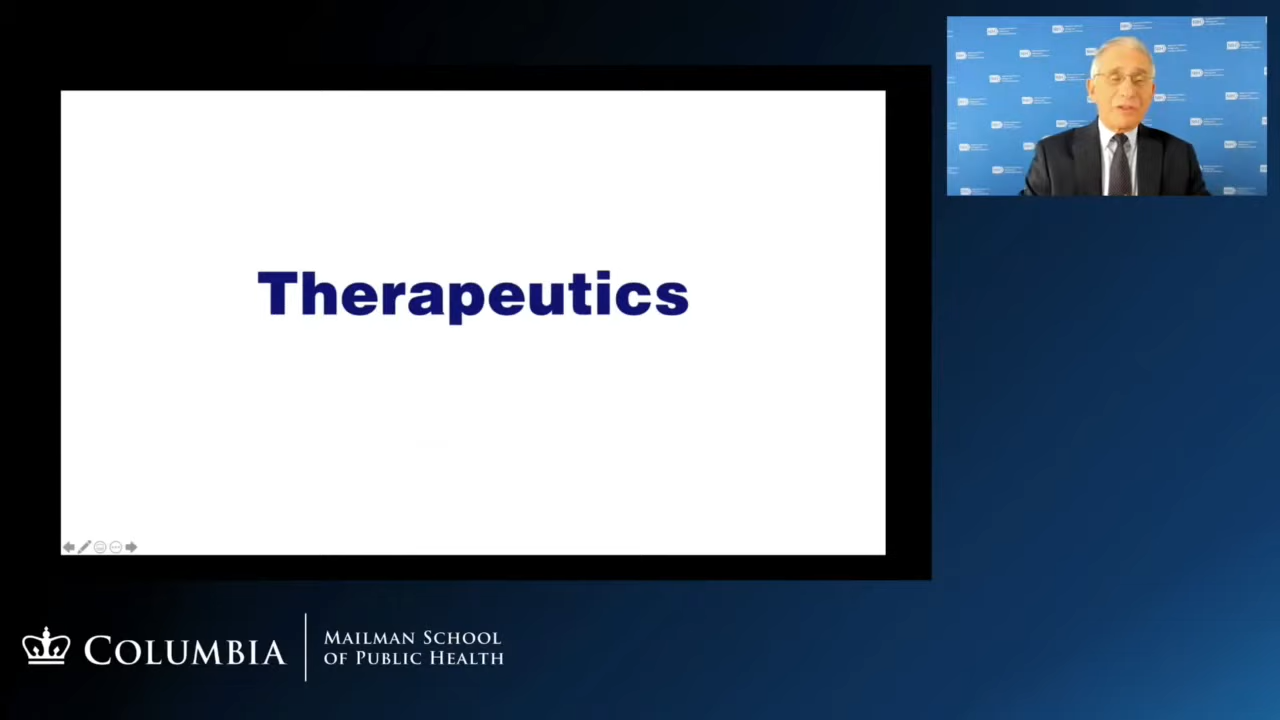 Therapeutics
COLUMBIA
MAILMAN SCHOOL
OF PUBLIC HEALTH